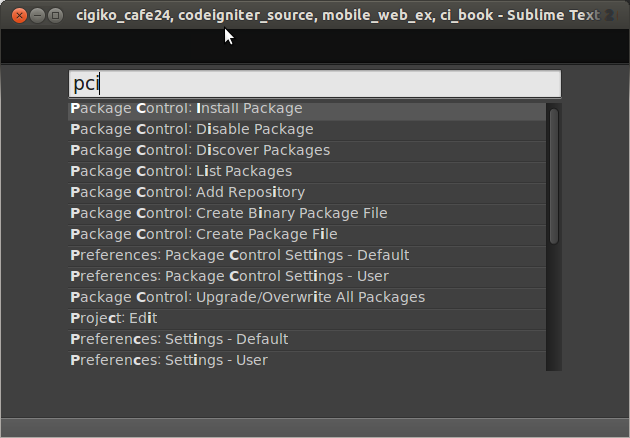 cigiko_cafe24, codeigniter_source, mobile_web_ex, ci_book - Sublime Text 2
pci
Package Control: Install Package
Package Control: Disable Package
Package Control: Discover Packages
Package Control: List Packages
Package Control: Add Repository
Package Control: Create Binary Package File
Package Control: Create Package File
Preferences: Package Control Settings - Default
Preferences: Package Control Settings - User
Package Control: Upgrade/Overwrite All Packages
Project: Edit
Preferences: Settings - Default
Preferences: Settings - User